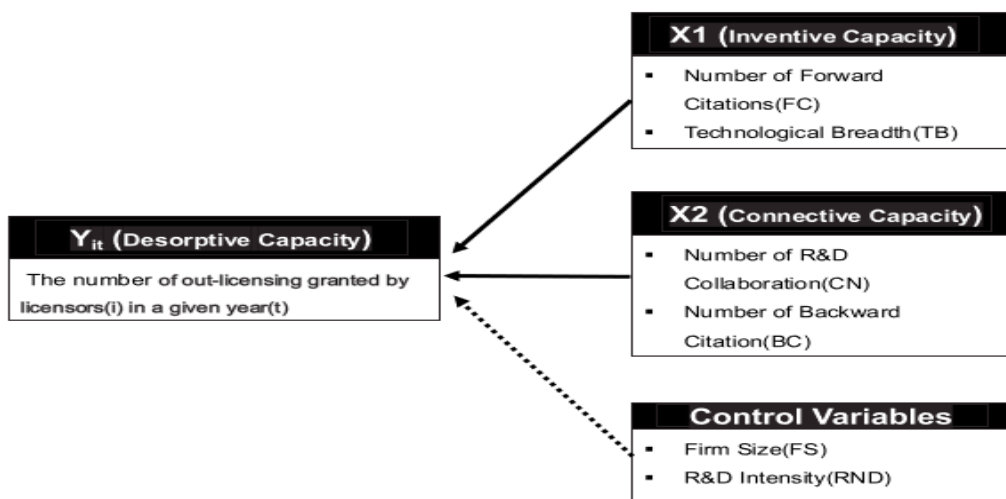 X1 (Inventive Capacity)
▪ Number of Forward
Citations(FC)
▪ Technological Breadth(TB)
Yit (Desorptive Capacity)
The number of out-licensing granted by
licensors(i) in a given year(t)
X2 (Connective Capacity)
▪ Number of R&D
Collaboration(CN)
▪ Number of Backward
Citation(BC)
Control Variables
▪ Firm Size(FS)
▪ R&D Intensity(RND)